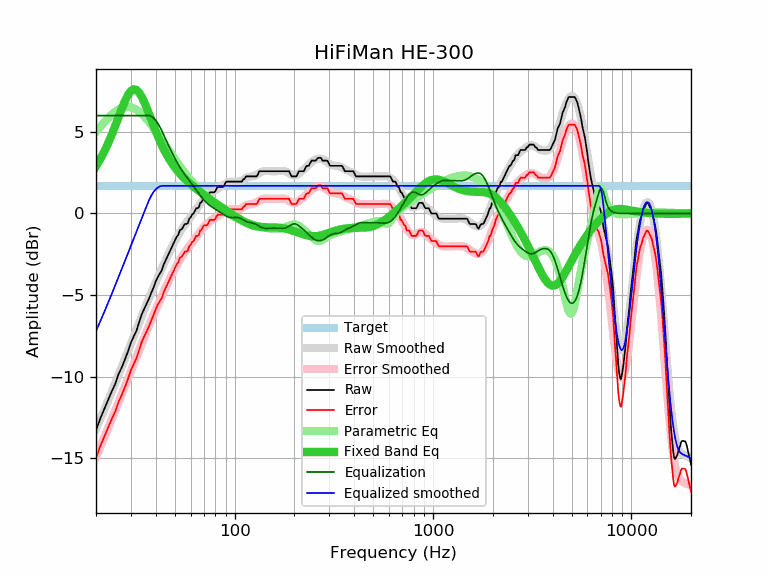 HiFiMan HE-300
5
0
−5
−10
−15
Amplitude (dBr)
Target
Raw Smoothed
Error Smoothed
Raw
Error
Parametric Eq
Fixed Band Eq
Equalization
Equalized smoothed
100
1000
10000
Frequency (Hz)